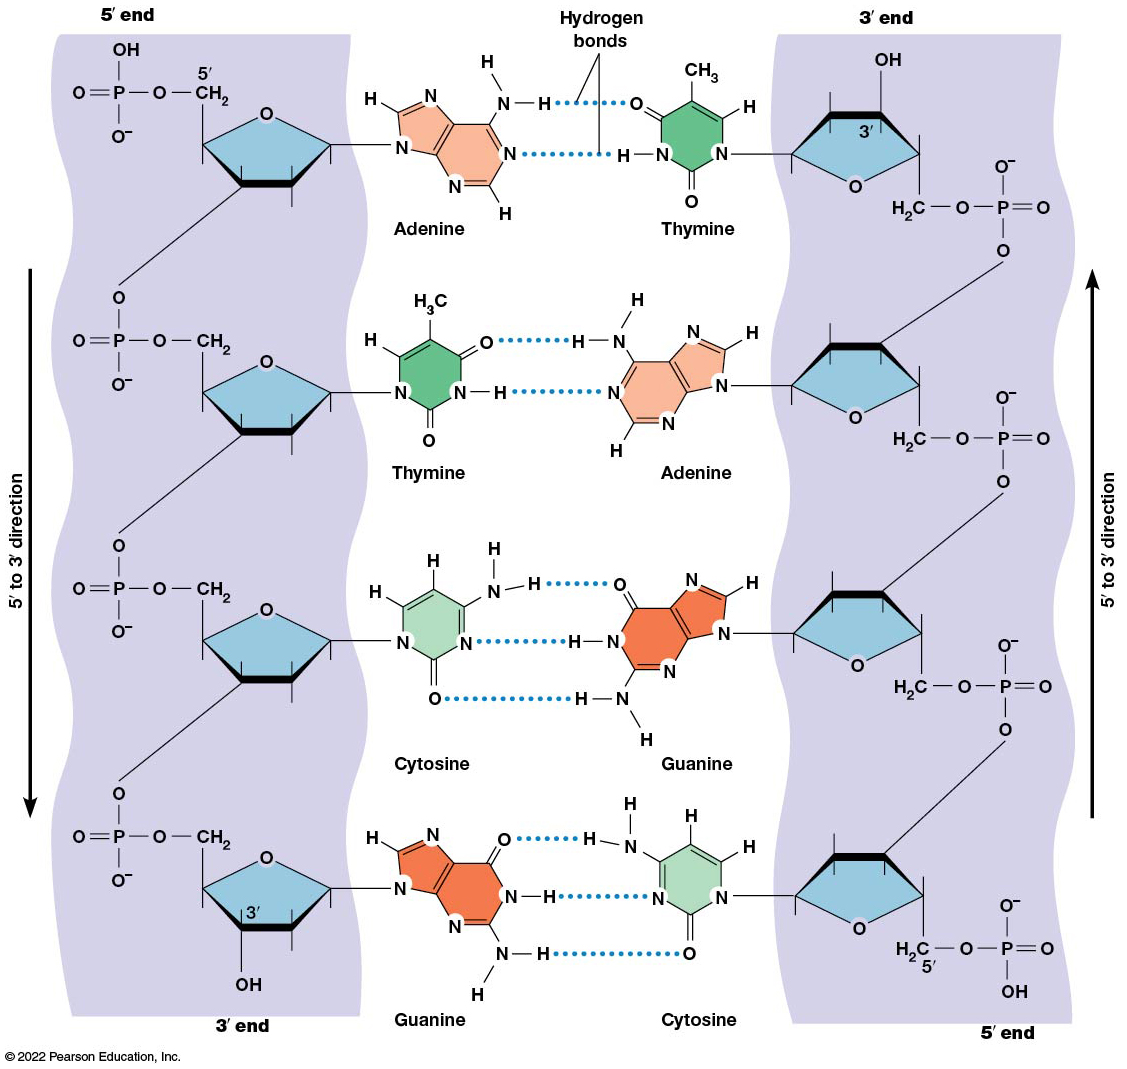 5′ end
Hydrogen
bonds
3′ end
OH
O=P—O—CH₂
5′
O⁻
O
H
N
N
H
N—H
N
N
N
H
Adenine
CH₃
O
H
H—N
N
O
Thymine
OH
3′
O
O⁻
H₂C—O—P=O
O
O
O=P—O—CH₂
O⁻
O
H₃C
H
O
N
N—H
O
Thymine
H
H—N
N
H
N
N
N
H
Adenine
O
O⁻
H₂C—O—P=O
O
5′ to 3′ direction
5′ to 3′ direction
O
O=P—O—CH₂
O⁻
O
H
H
H
N—H
N
N
O
Cytosine
O
N
H
H—N
N
N
H—N
H
Guanine
O
O⁻
H₂C—O—P=O
O
O
O=P—O—CH₂
O⁻
O
3′
OH
H
N
O
N
N—H
N
N—H
H
Guanine
H
H
H—N
H
N
N
O
Cytosine
O
O⁻
H₂C—O—P=O
5′
OH
3′ end
5′ end
© 2022 Pearson Education, Inc.